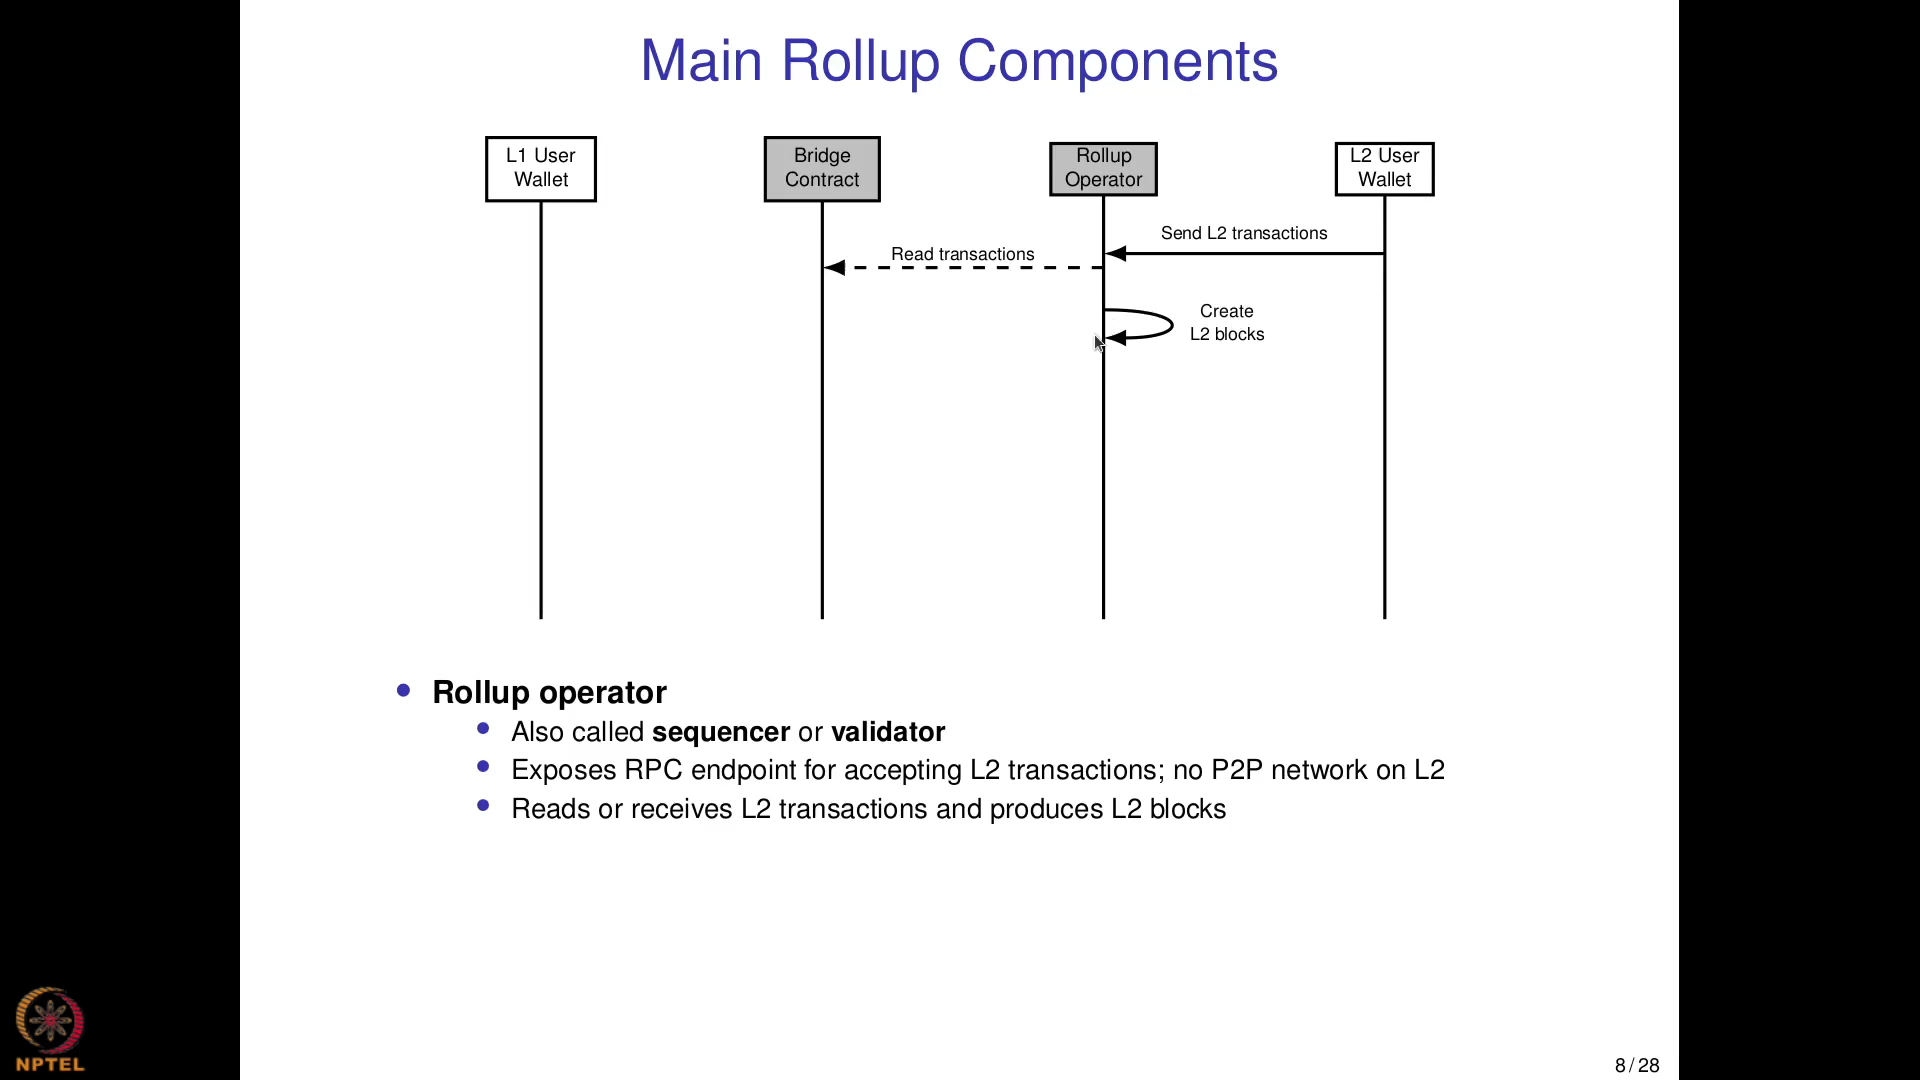 Main Rollup Components
L1 User
Wallet
Bridge
Contract
Rollup
Operator
L2 User
Wallet
Send L2 transactions
Read transactions
Create
L2 blocks
Rollup operator
Also called sequencer or validator
Exposes RPC endpoint for accepting L2 transactions; no P2P network on L2
Reads or receives L2 transactions and produces L2 blocks
NPTEL
8 / 28